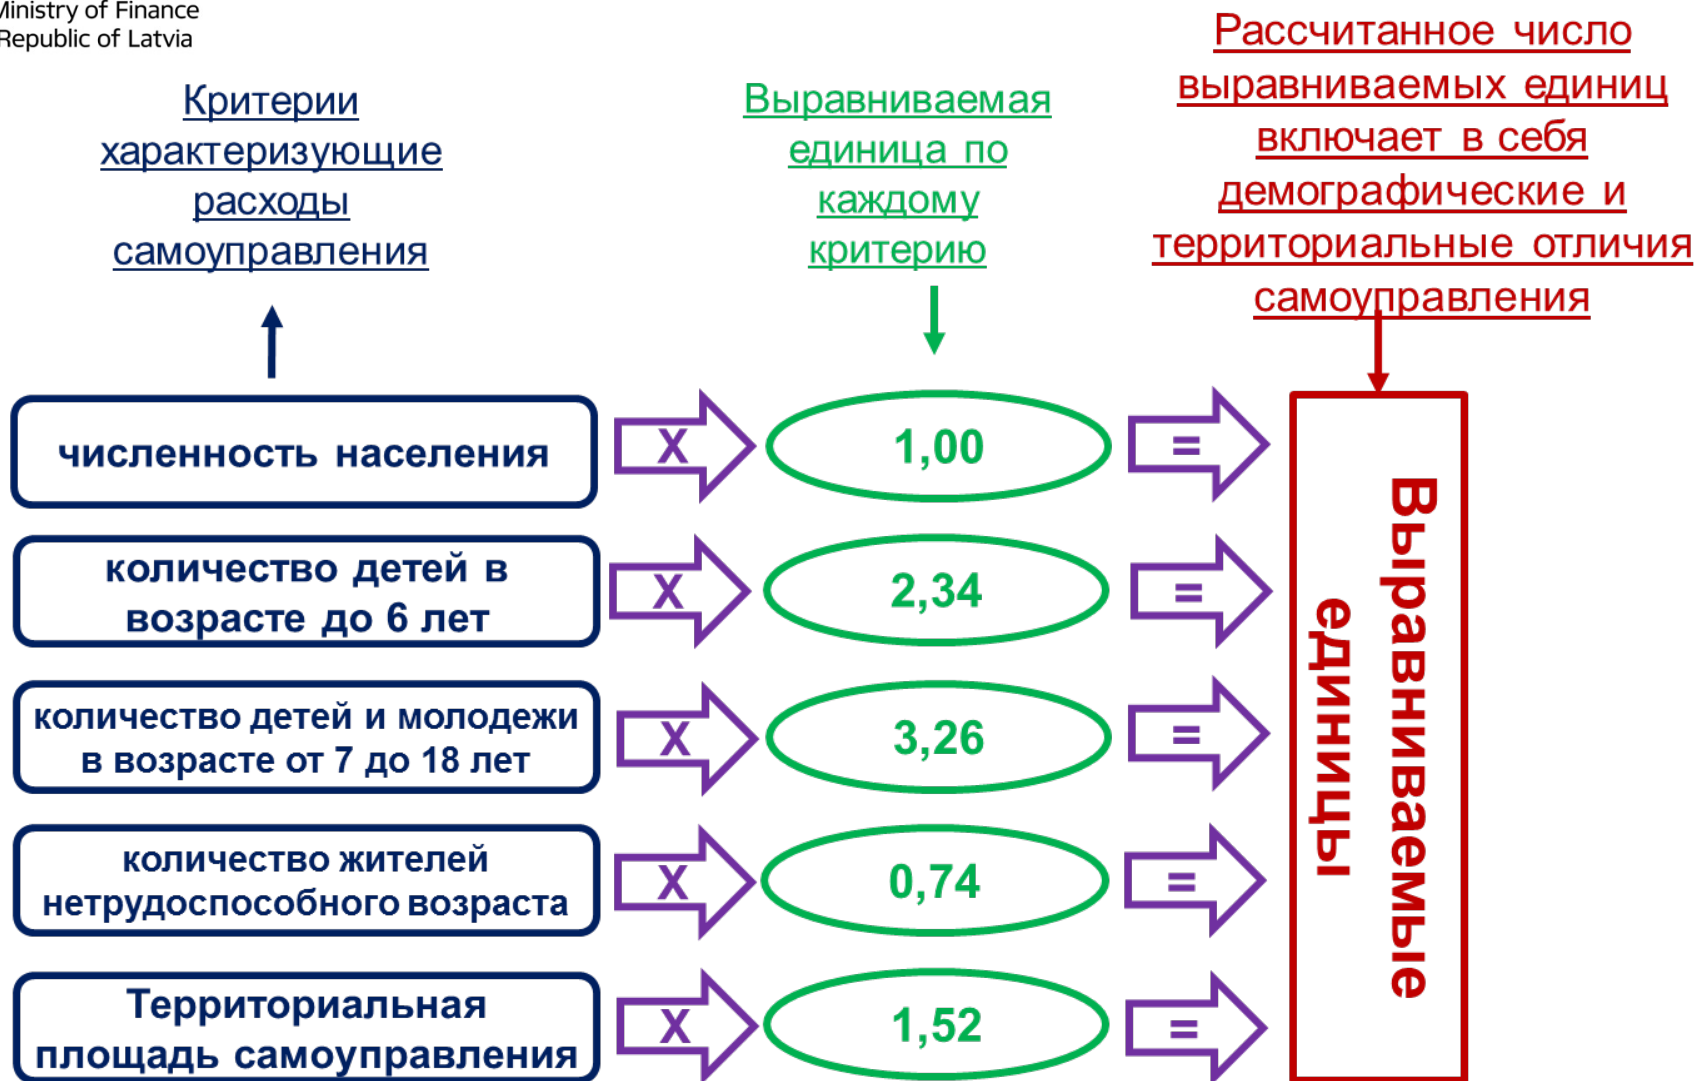 Ministry of Finance
Republic of Latvia
Критерии
характеризующие
расходы
самоуправления
Выравниваемая
единица по
каждому
критерию
Рассчитанное число
выравниваемых единиц
включает в себя
демографические и
территориальные отличия
самоуправления
численность населения
X
1,00
=
количество детей в
возрасте до 6 лет
X
2,34
=
количество детей и молодежи
в возрасте от 7 до 18 лет
X
3,26
=
количество жителей
нетрудоспособного возраста
X
0,74
=
Территориальная
площадь самоуправления
X
1,52
=
Выравниваемые
единицы